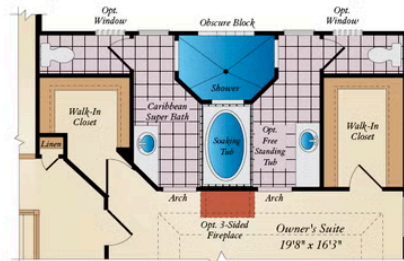 Opt.
Window
Obscure Block
Opt.
Window
Shower
Caribbean
Super Bath
Walk-In
Closet
Walk-In
Closet
Linen
Soaking
Tub
Opt.
Free
Standing
Tub
Arch
Arch
Opt. 3-Sided
Fireplace
Owner's Suite
19'8" x 16'3"